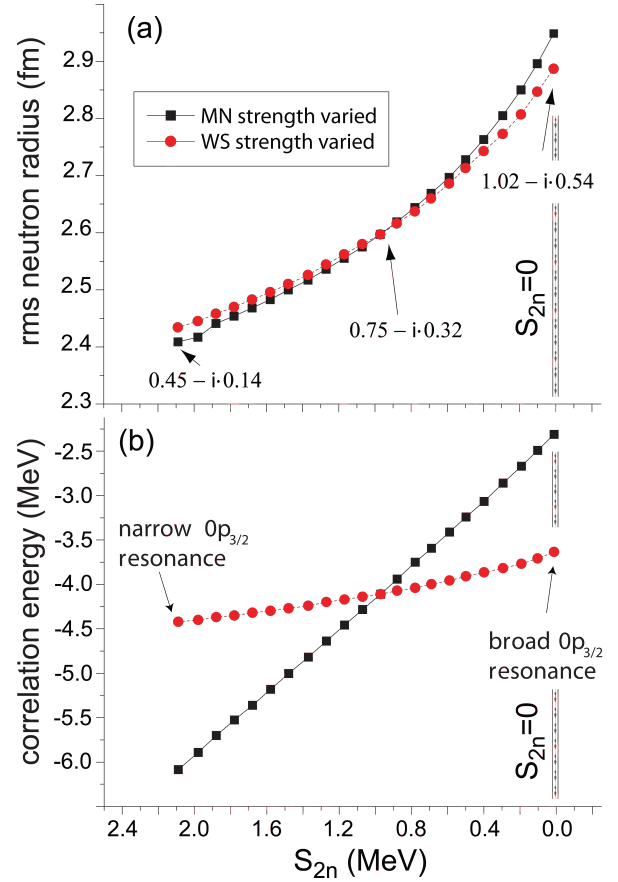 (a)
rms neutron radius (fm)
2.9
2.8
2.7
2.6
2.5
2.4
2.3
MN strength varied
WS strength varied
1.02 – i·0.54
0.75 – i·0.32
0.45 – i·0.14
S₂ₙ=0
(b)
correlation energy (MeV)
-2.5
-3.0
-3.5
-4.0
-4.5
-5.0
-5.5
-6.0
narrow 0p₃/₂
resonance
broad 0p₃/₂
resonance
S₂ₙ=0
2.4 2.0 1.6 1.2 0.8 0.4 0.0
S₂ₙ (MeV)